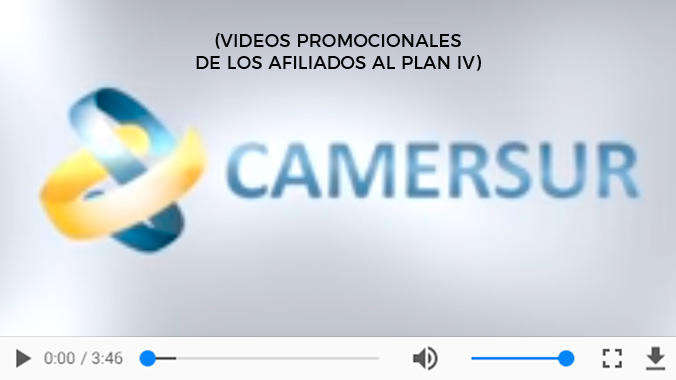 (VIDEOS PROMOCIONALES
DE LOS AFILIADOS AL PLAN IV)
CAMERSUR
0:00 / 3:46